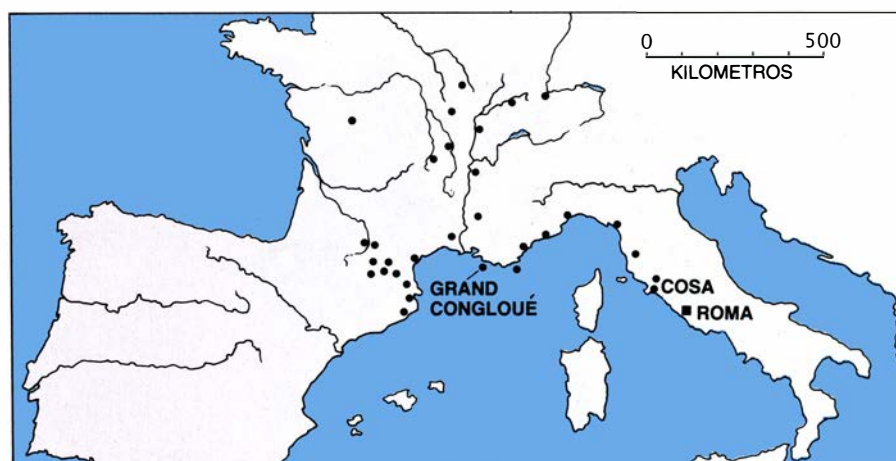 0 500
KILOMETROS
GRAND
CONGLOUÉ
COSA
ROMA